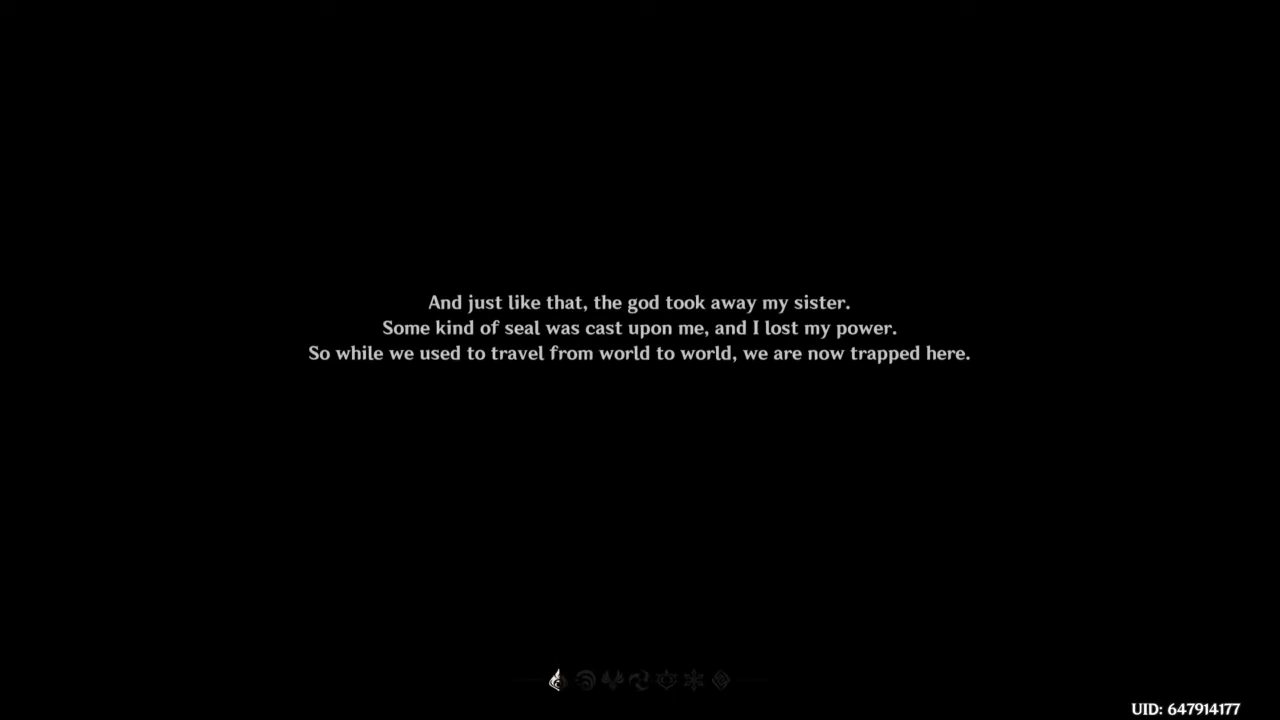 And just like that, the god took away my sister.
Some kind of seal was cast upon me, and I lost my power.
So while we used to travel from world to world, we are now trapped here.
UID: 647914177